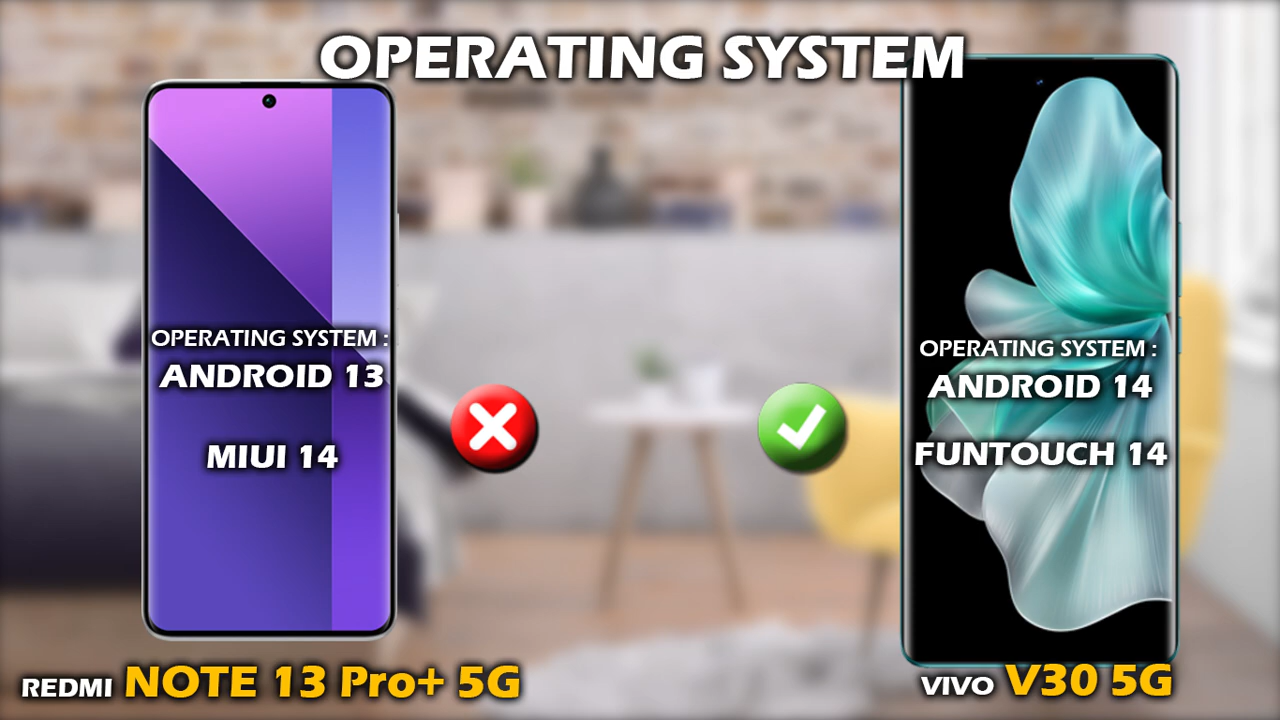 OPERATING SYSTEM
OPERATING SYSTEM :
ANDROID 13
MIUI 14
OPERATING SYSTEM :
ANDROID 14
FUNTOUCH 14
REDMI NOTE 13 Pro+ 5G
VIVO V30 5G